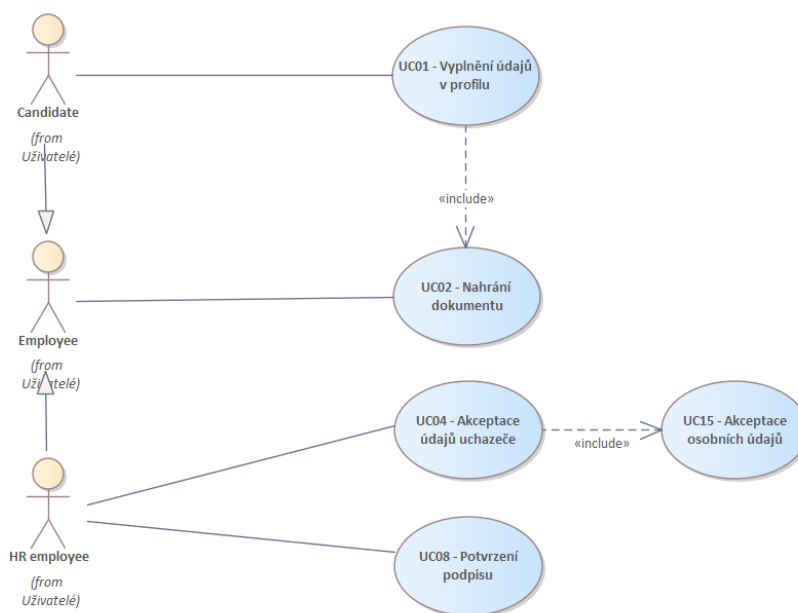 Candidate
(from
Uživatelé)
UC01 - Vyplnění údajů
v profilu
«include»
Employee
(from
Uživatelé)
UC02 - Nahrání
dokumentu
UC04 - Akceptace
údajů uchazeče
«include»
UC15 - Akceptace
osobních údajů
HR employee
(from
Uživatelé)
UC08 - Potvrzení
podpisu